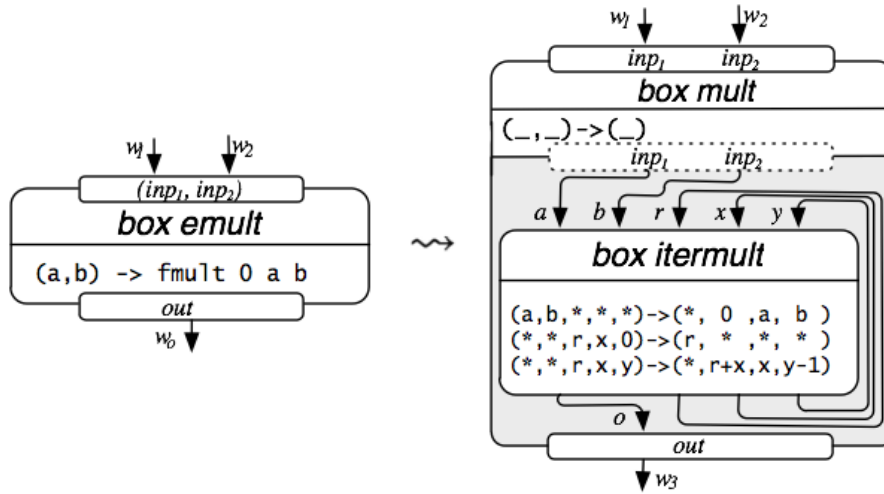 w1 w2
(inp1, inp2)
box emult
(a,b) -> fmult 0 a b
out
wo
⤳
w1 w2
inp1 inp2
box mult
(_,_)->(_)
inp1 inp2
a b r x y
box itermult
(a,b,*,*,*)->(*, 0 ,a, b )
(*,*,r,x,0)->(r, * ,*, * )
(*,*,r,x,y)->(*,r+x,x,y-1)
o
out
w3